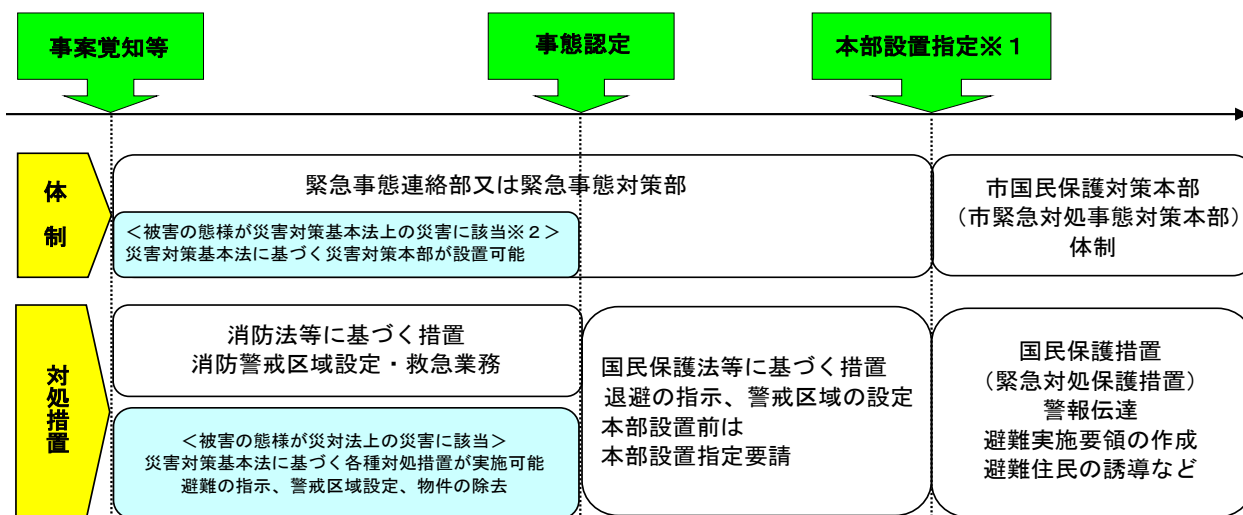 事案覚知等
事態認定
本部設置指定※1
体
制
緊急事態連絡部又は緊急事態対策部
＜被害の態様が災害対策基本法上の災害に該当※2＞
災害対策基本法に基づく災害対策本部が設置可能
市国民保護対策本部
（市緊急対処事態対策本部）
体制
対処措置
消防法等に基づく措置
消防警戒区域設定・救急業務
＜被害の態様が災対法上の災害に該当＞
災害対策基本法に基づく各種対処措置が実施可能
避難の指示、警戒区域設定、物件の除去
国民保護法等に基づく措置
退避の指示、警戒区域の設定
本部設置前は
本部設置指定要請
国民保護措置
（緊急対処保護措置）
警報伝達
避難実施要領の作成
避難住民の誘導など